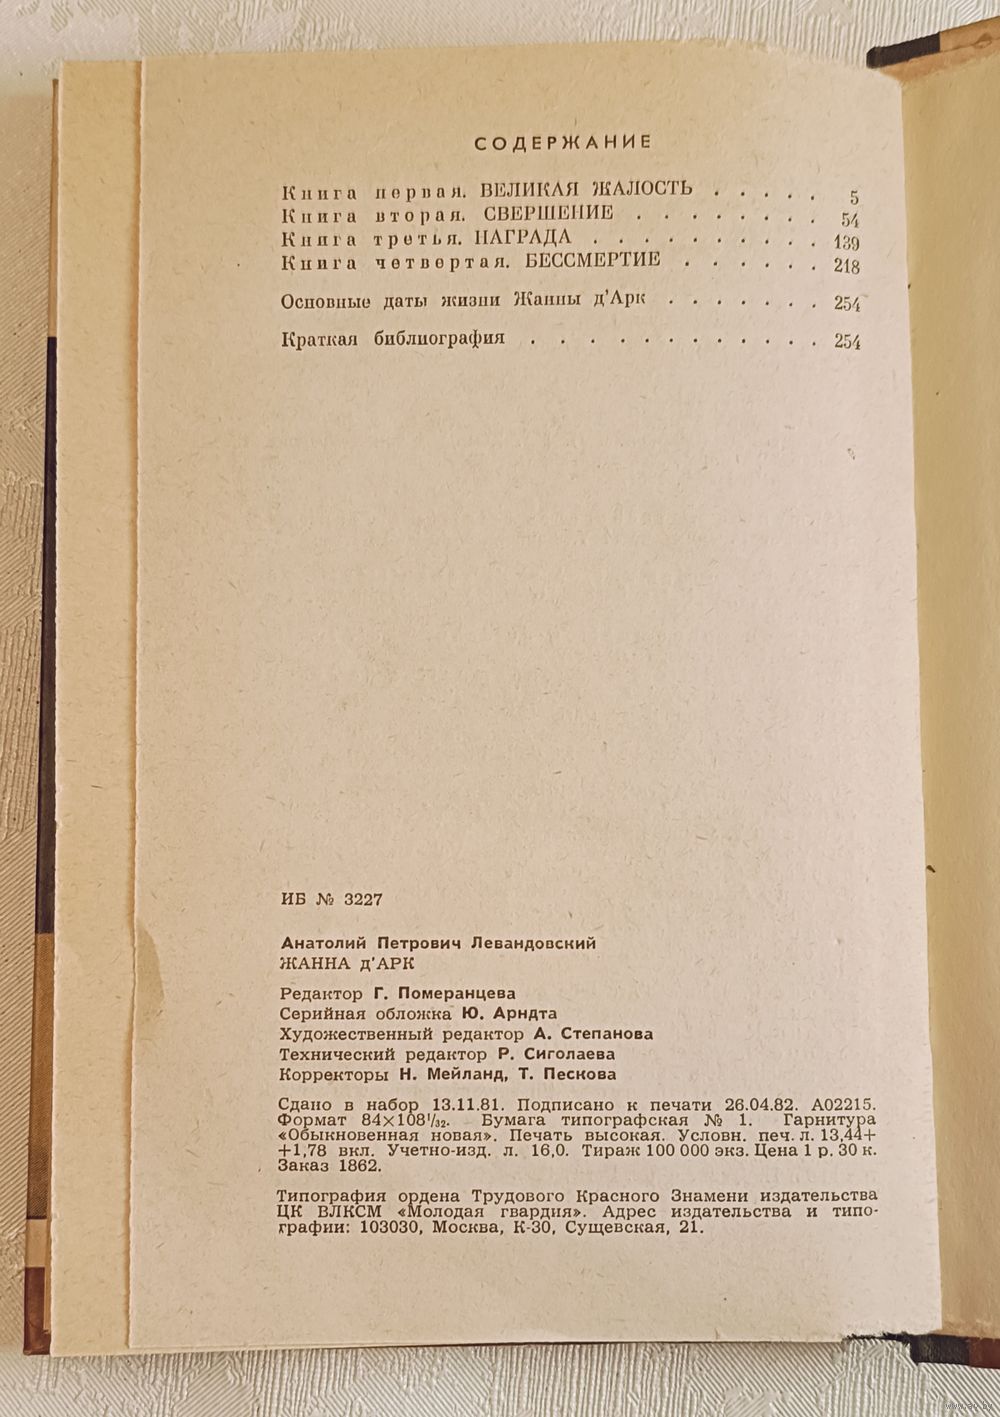 СОДЕРЖАНИЕ
Книга первая. ВЕЛИКАЯ ЖАЛОСТЬ . . . . . 5
Книга вторая. СВЕРШЕНИЕ . . . . . . . . 54
Книга третья. НАГРАДА . . . . . . . . . . 139
Книга четвертая. БЕССМЕРТИЕ . . . . . . 218
Основные даты жизни Жанны д’Арк . . . . . . . 254
Краткая библиография . . . . . . . . . . . . 254
ИБ № 3227
Анатолий Петрович Левандовский
ЖАННА д’АРК
Редактор Г. Померанцева
Серийная обложка Ю. Арндта
Художественный редактор А. Степанова
Технический редактор Р. Сиголаева
Корректоры Н. Мейланд, Т. Пескова
Сдано в набор 13.11.81. Подписано к печати 26.04.82. А02215.
Формат 84×108¹/₃₂. Бумага типографская № 1. Гарнитура
«Обыкновенная новая». Печать высокая. Условн. печ. л. 13,44+
+1,78 вкл. Учетно-изд. л. 16,0. Тираж 100 000 экз. Цена 1 р. 30 к.
Заказ 1862.
Типография ордена Трудового Красного Знамени издательства
ЦК ВЛКСМ «Молодая гвардия». Адрес издательства и типо-
графии: 103030, Москва, К-30, Сущевская, 21.
www.ay.by